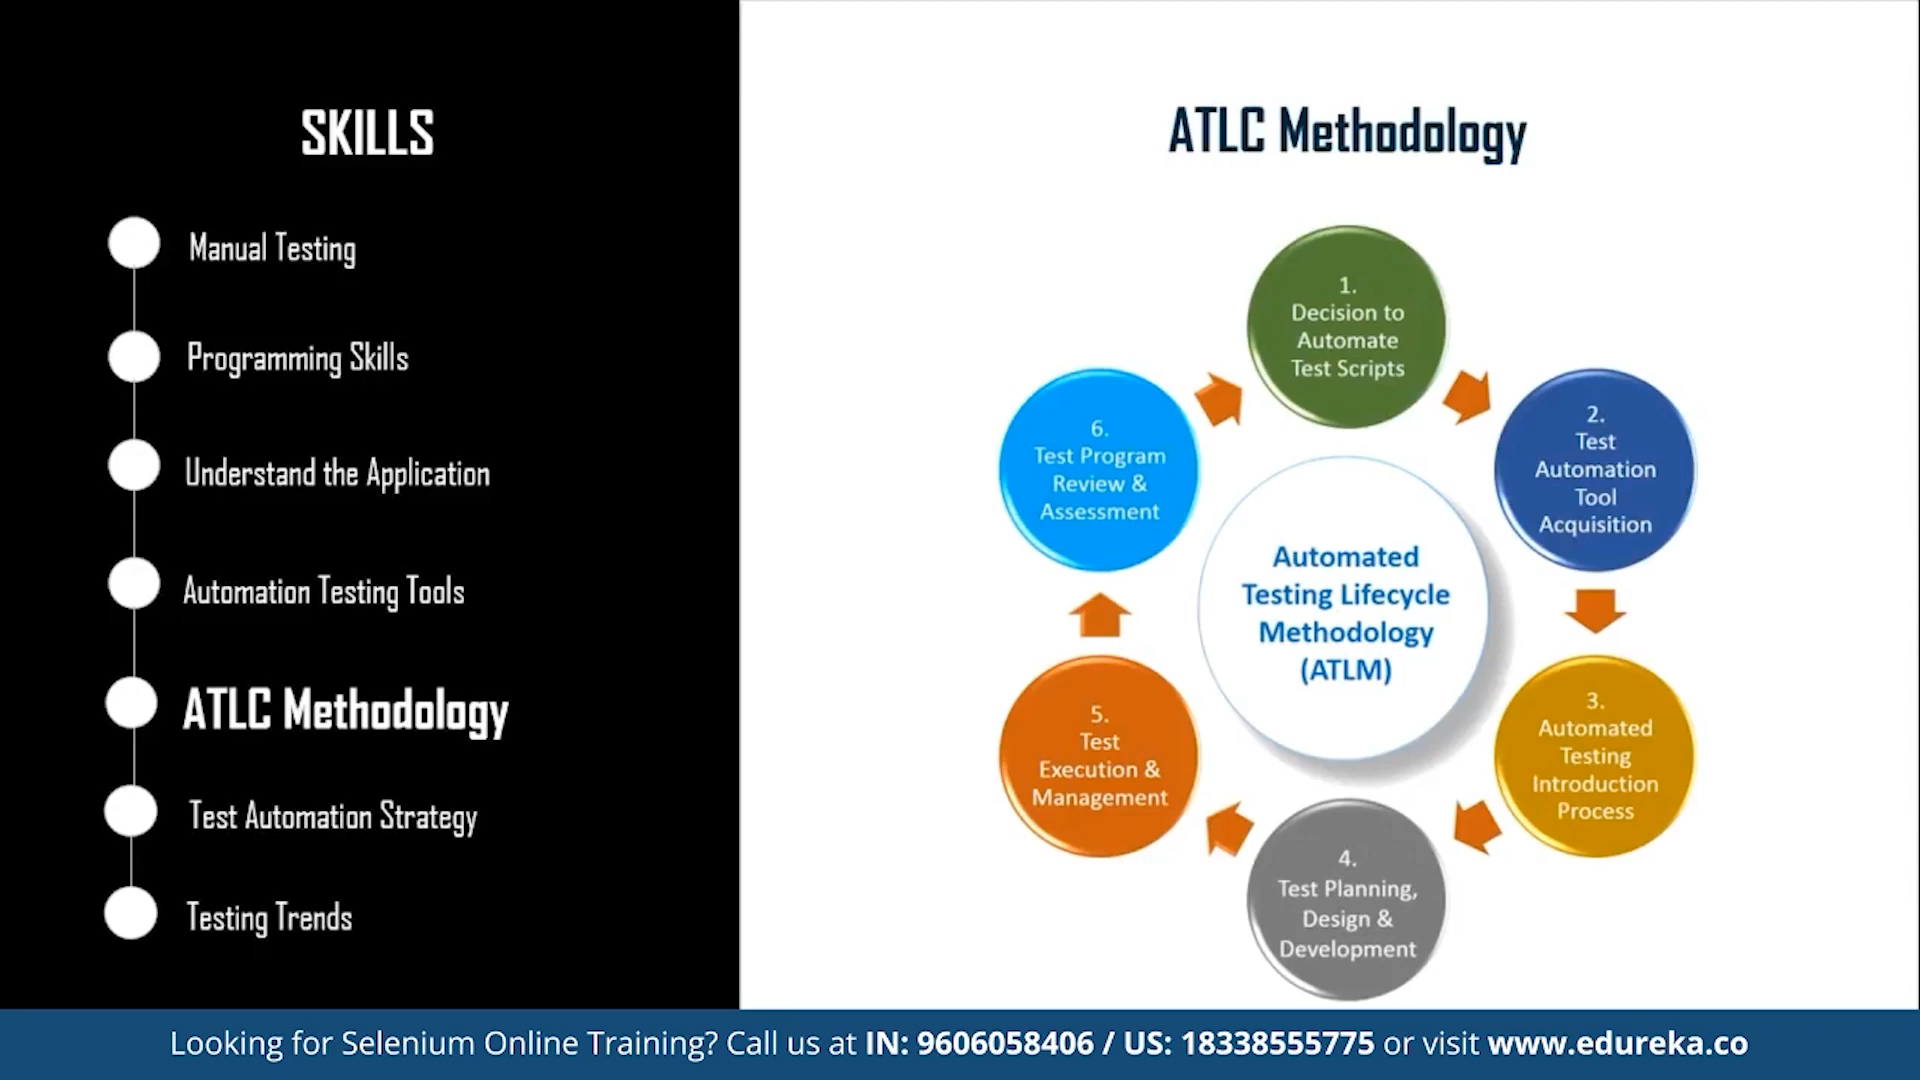 SKILLS
Manual Testing
Programming Skills
Understand the Application
Automation Testing Tools
ATLC Methodology
Test Automation Strategy
Testing Trends
ATLC Methodology
1.
Decision to
Automate
Test Scripts
2.
Test
Automation
Tool
Acquisition
3.
Automated
Testing
Introduction
Process
4.
Test Planning,
Design &
Development
5.
Test
Execution &
Management
6.
Test Program
Review &
Assessment
Automated
Testing Lifecycle
Methodology
(ATLM)
Looking for Selenium Online Training? Call us at IN: 9606058406 / US: 18338555775 or visit www.edureka.co